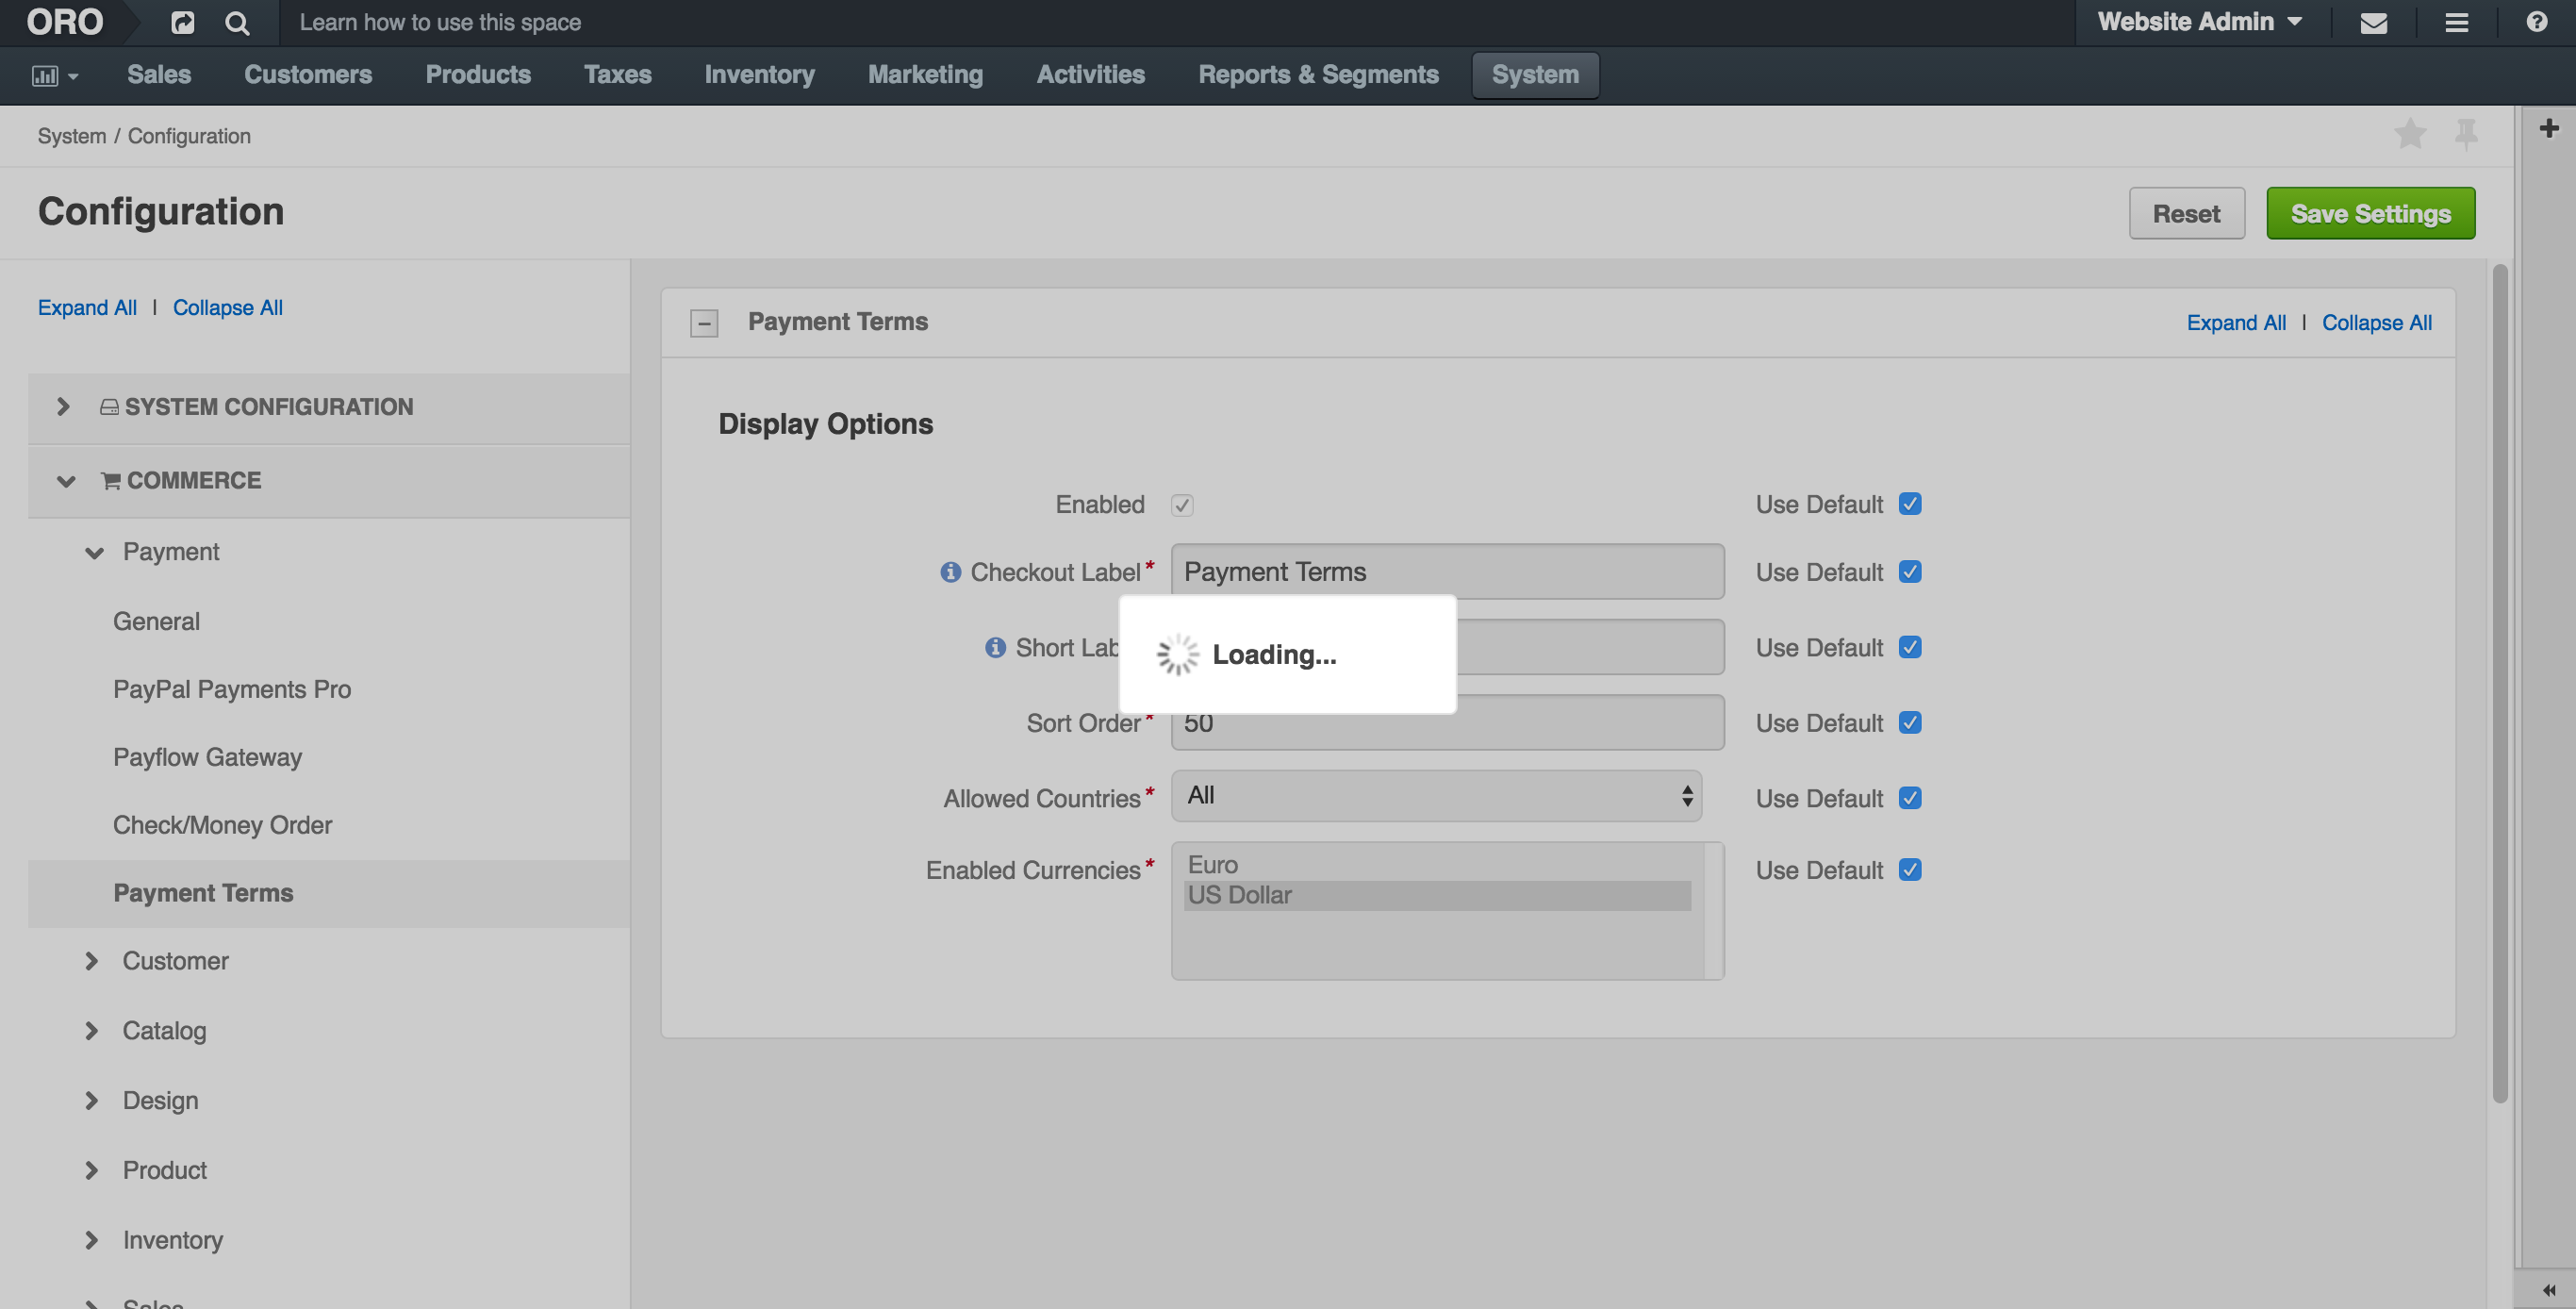 ORO Learn how to use this space Website Admin
Sales Customers Products Taxes Inventory Marketing Activities Reports & Segments System
System / Configuration
Configuration Reset Save Settings
Expand All | Collapse All
SYSTEM CONFIGURATION
COMMERCE
Payment
General
PayPal Payments Pro
Payflow Gateway
Check/Money Order
Payment Terms
Customer
Catalog
Design
Product
Inventory
Sales
Payment Terms Expand All | Collapse All
Display Options
Enabled Use Default
Checkout Label* Payment Terms Use Default
Short Lab Use Default
Loading...
Sort Order* 50 Use Default
Allowed Countries* All Use Default
Enabled Currencies* Euro Use Default
US Dollar